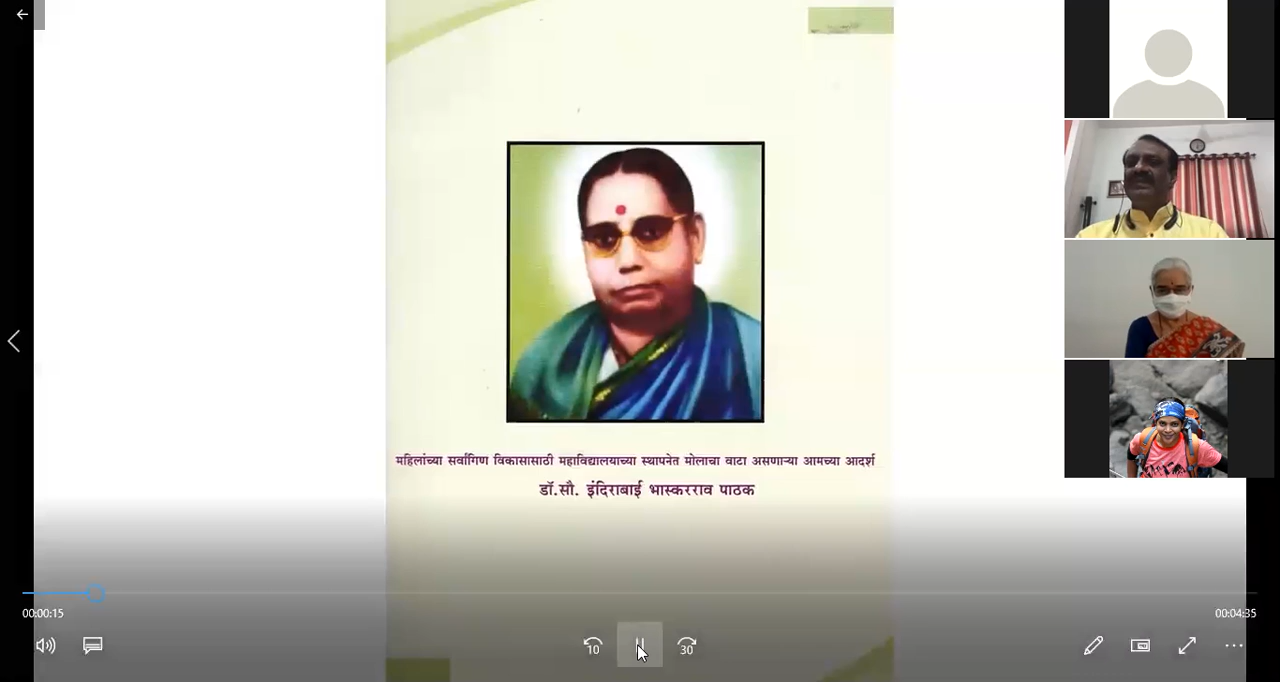 महिलांच्या सर्वांगिण विकासासाठी महाविद्यालयाच्या स्थापनेत मोलाचा वाटा असणाऱ्या आमच्या आदर्श
डॉ.सौ. इंदिराबाई भास्करराव पाठक
00:00:15
00:04:35
10
30